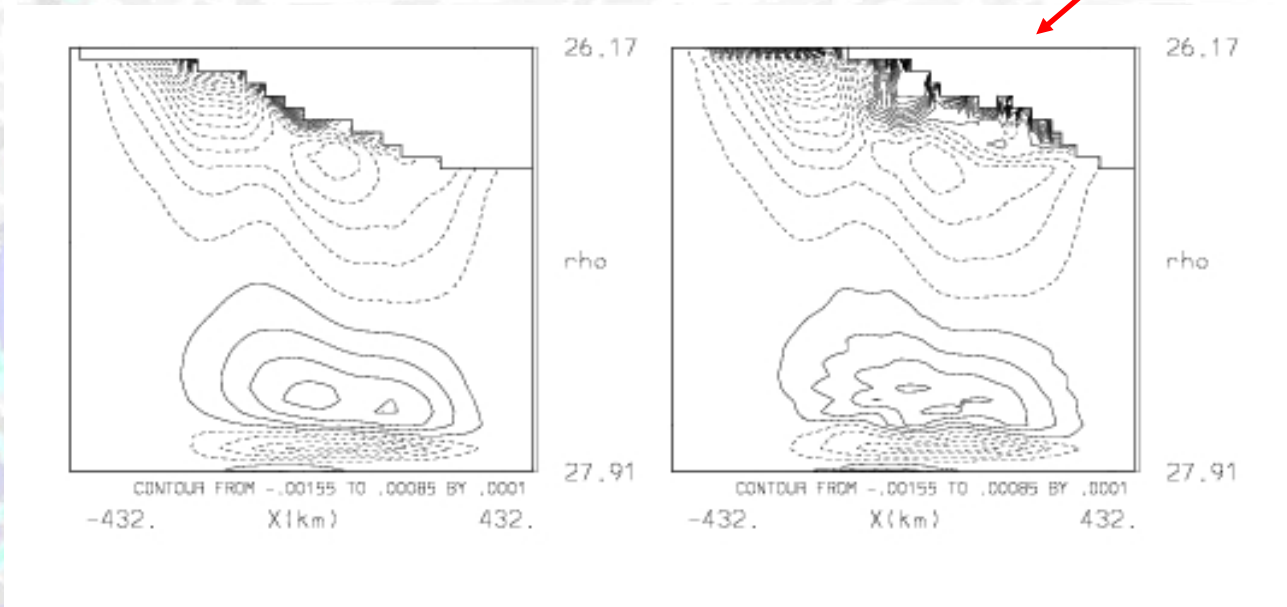 26.17
rho
27.91
CONTOUR FROM -.00155 TO .00085 BY .0001
-432. X(km) 432.
26.17
rho
27.91
CONTOUR FROM -.00155 TO .00085 BY .0001
-432. X(km) 432.